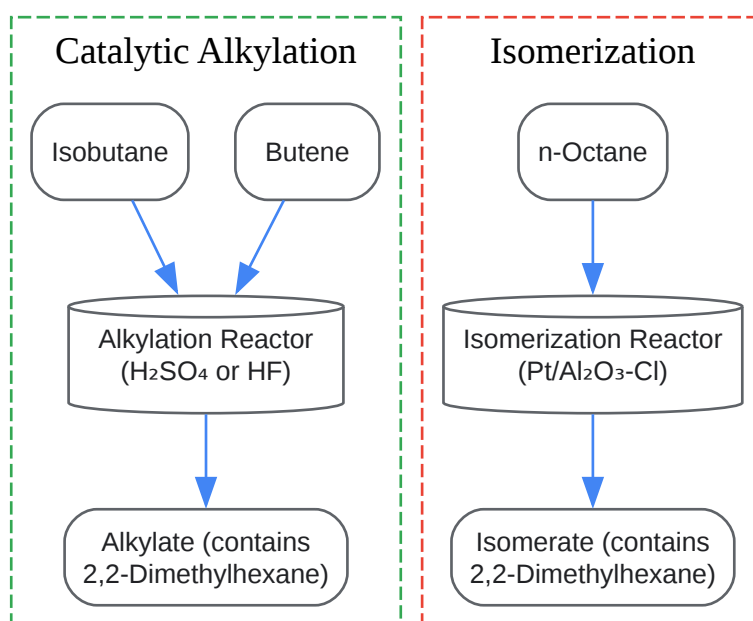 Catalytic Alkylation
Isobutane
Butene
Alkylation Reactor
(H₂SO₄ or HF)
Alkylate (contains
2,2-Dimethylhexane)
Isomerization
n-Octane
Isomerization Reactor
(Pt/Al₂O₃-Cl)
Isomerate (contains
2,2-Dimethylhexane)